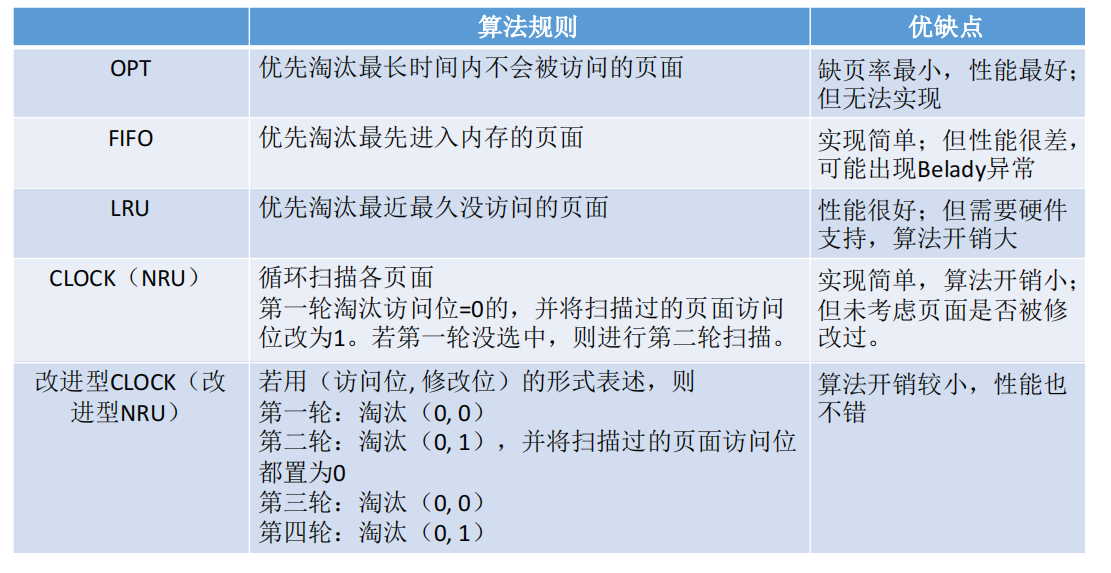 算法规则 优缺点
OPT 优先淘汰最长时间内不会被访问的页面 缺页率最小，性能最好；
但无法实现
FIFO 优先淘汰最先进入内存的页面 实现简单；但性能很差，
可能出现Belady异常
LRU 优先淘汰最近最久没访问的页面 性能很好；但需要硬件
支持，算法开销大
CLOCK（NRU） 循环扫描各页面
第一轮淘汰访问位=0的，并将扫描过的页面访问
位改为1。若第一轮没选中，则进行第二轮扫描。
实现简单，算法开销小；
但未考虑页面是否被修
改过。
改进型CLOCK（改
进型NRU）
若用（访问位, 修改位）的形式表述，则
第一轮：淘汰（0, 0）
第二轮：淘汰（0, 1），并将扫描过的页面访问位
都置为0
第三轮：淘汰（0, 0）
第四轮：淘汰（0, 1）
算法开销较小，性能也
不错